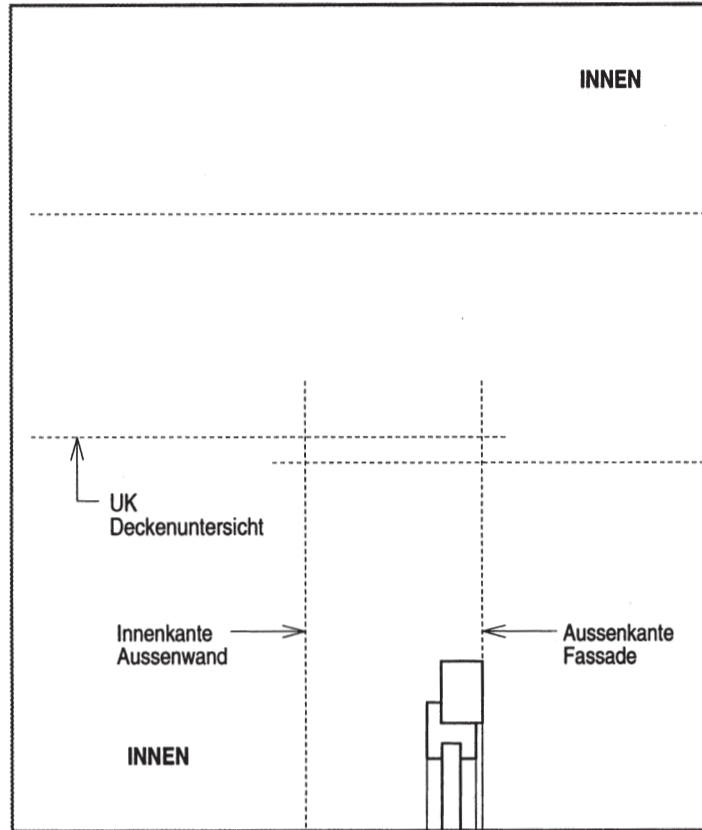 INNEN
UK
Deckenuntersicht
Innenkante
Aussenwand
Aussenkante
Fassade
INNEN